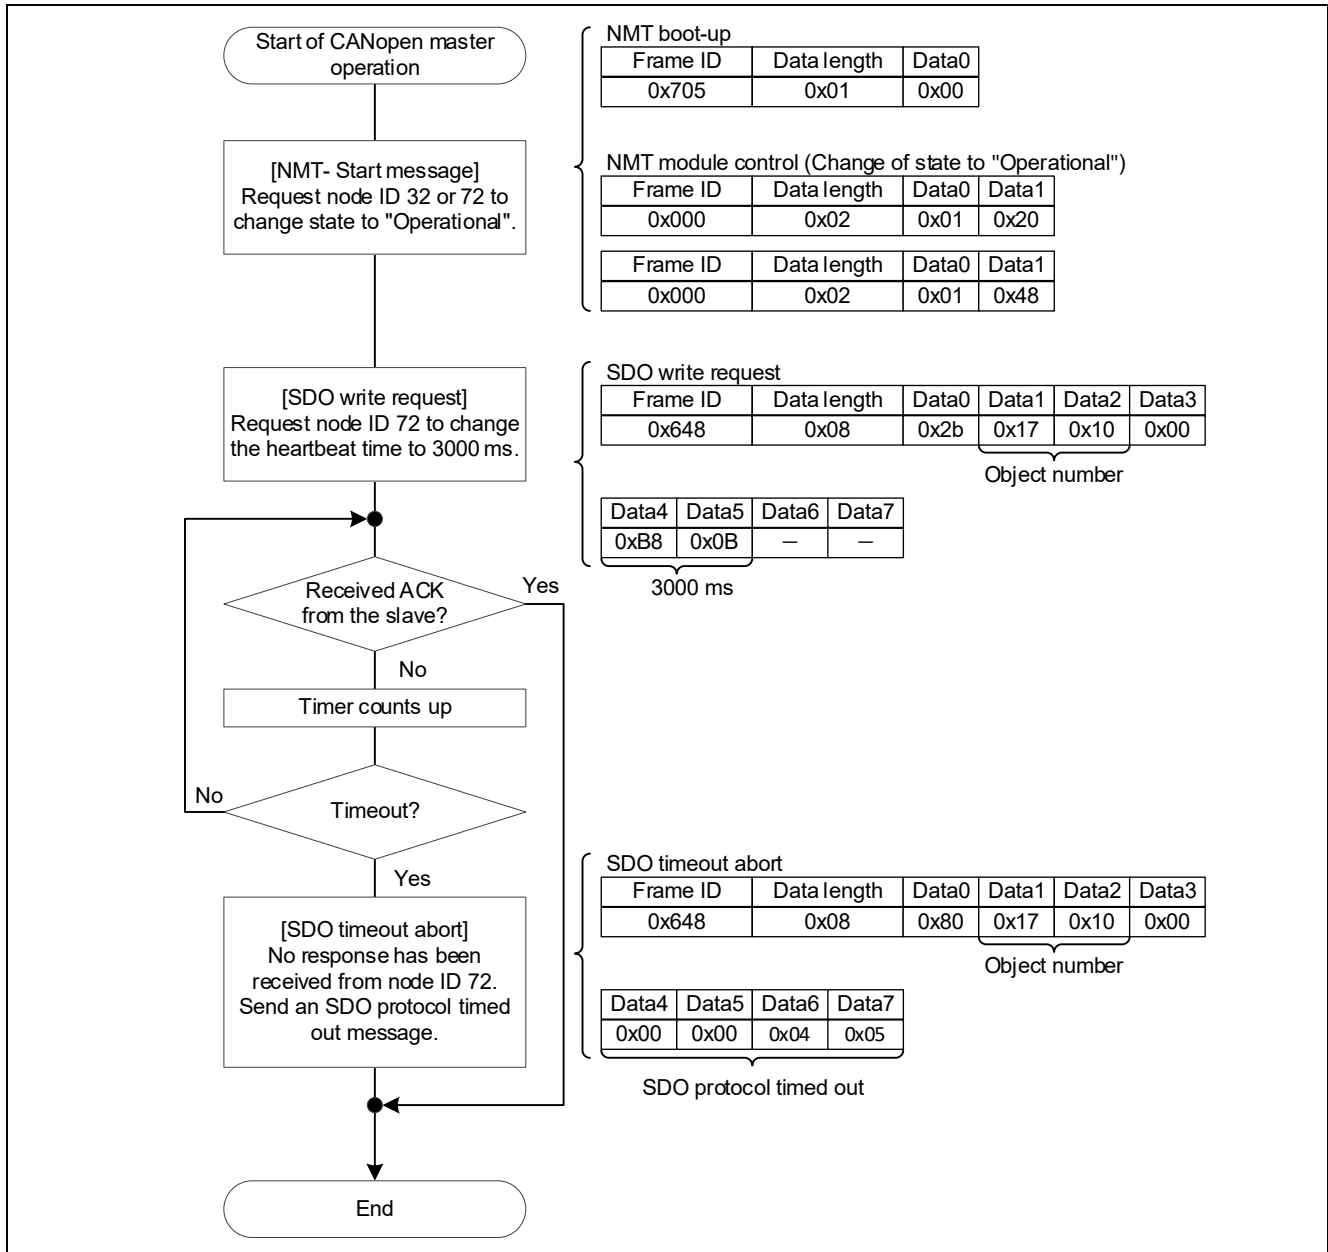 Start of CANopen master
operation
[NMT- Start message]
Request node ID 32 or 72 to
change state to "Operational".
[SDO write request]
Request node ID 72 to change
the heartbeat time to 3000 ms.
Received ACK
from the slave?
Yes
No
Timer counts up
Timeout?
No
Yes
[SDO timeout abort]
No response has been
received from node ID 72.
Send an SDO protocol timed
out message.
End
NMT boot-up
Frame ID Data length Data0
0x705 0x01 0x00
NMT module control (Change of state to "Operational")
Frame ID Data length Data0 Data1
0x000 0x02 0x01 0x20
Frame ID Data length Data0 Data1
0x000 0x02 0x01 0x48
SDO write request
Frame ID Data length Data0 Data1 Data2 Data3
0x648 0x08 0x2b 0x17 0x10 0x00
Object number
Data4 Data5 Data6 Data7
0xB8 0x0B – –
3000 ms
SDO timeout abort
Frame ID Data length Data0 Data1 Data2 Data3
0x648 0x08 0x80 0x17 0x10 0x00
Object number
Data4 Data5 Data6 Data7
0x00 0x00 0x04 0x05
SDO protocol timed out